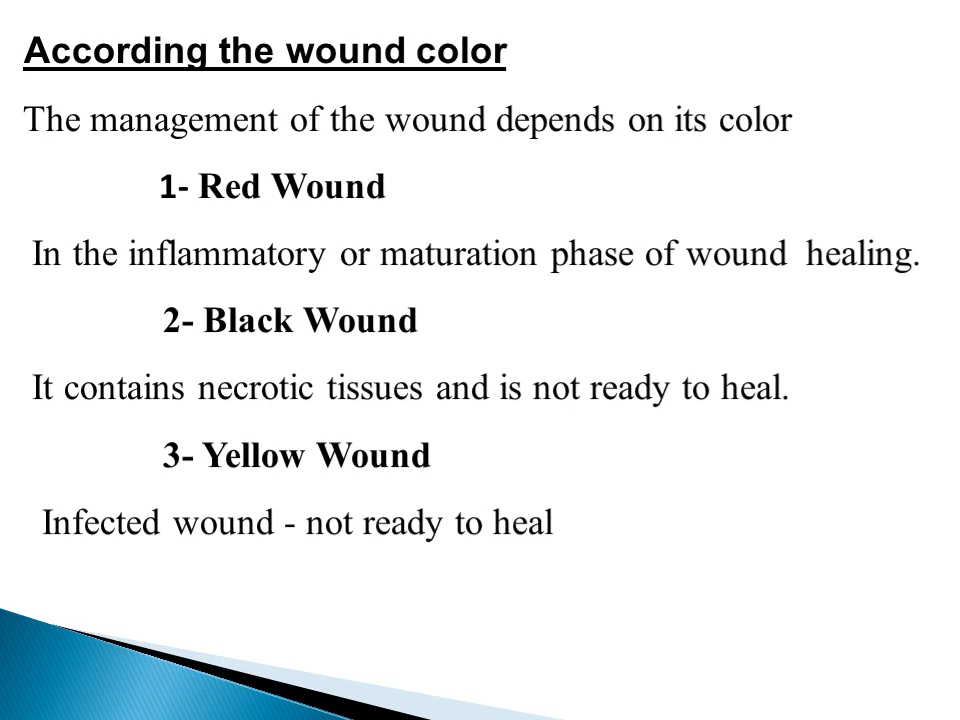 According the wound color
The management of the wound depends on its color
1- Red Wound
In the inflammatory or maturation phase of wound healing.
2- Black Wound
It contains necrotic tissues and is not ready to heal.
3- Yellow Wound
Infected wound - not ready to heal